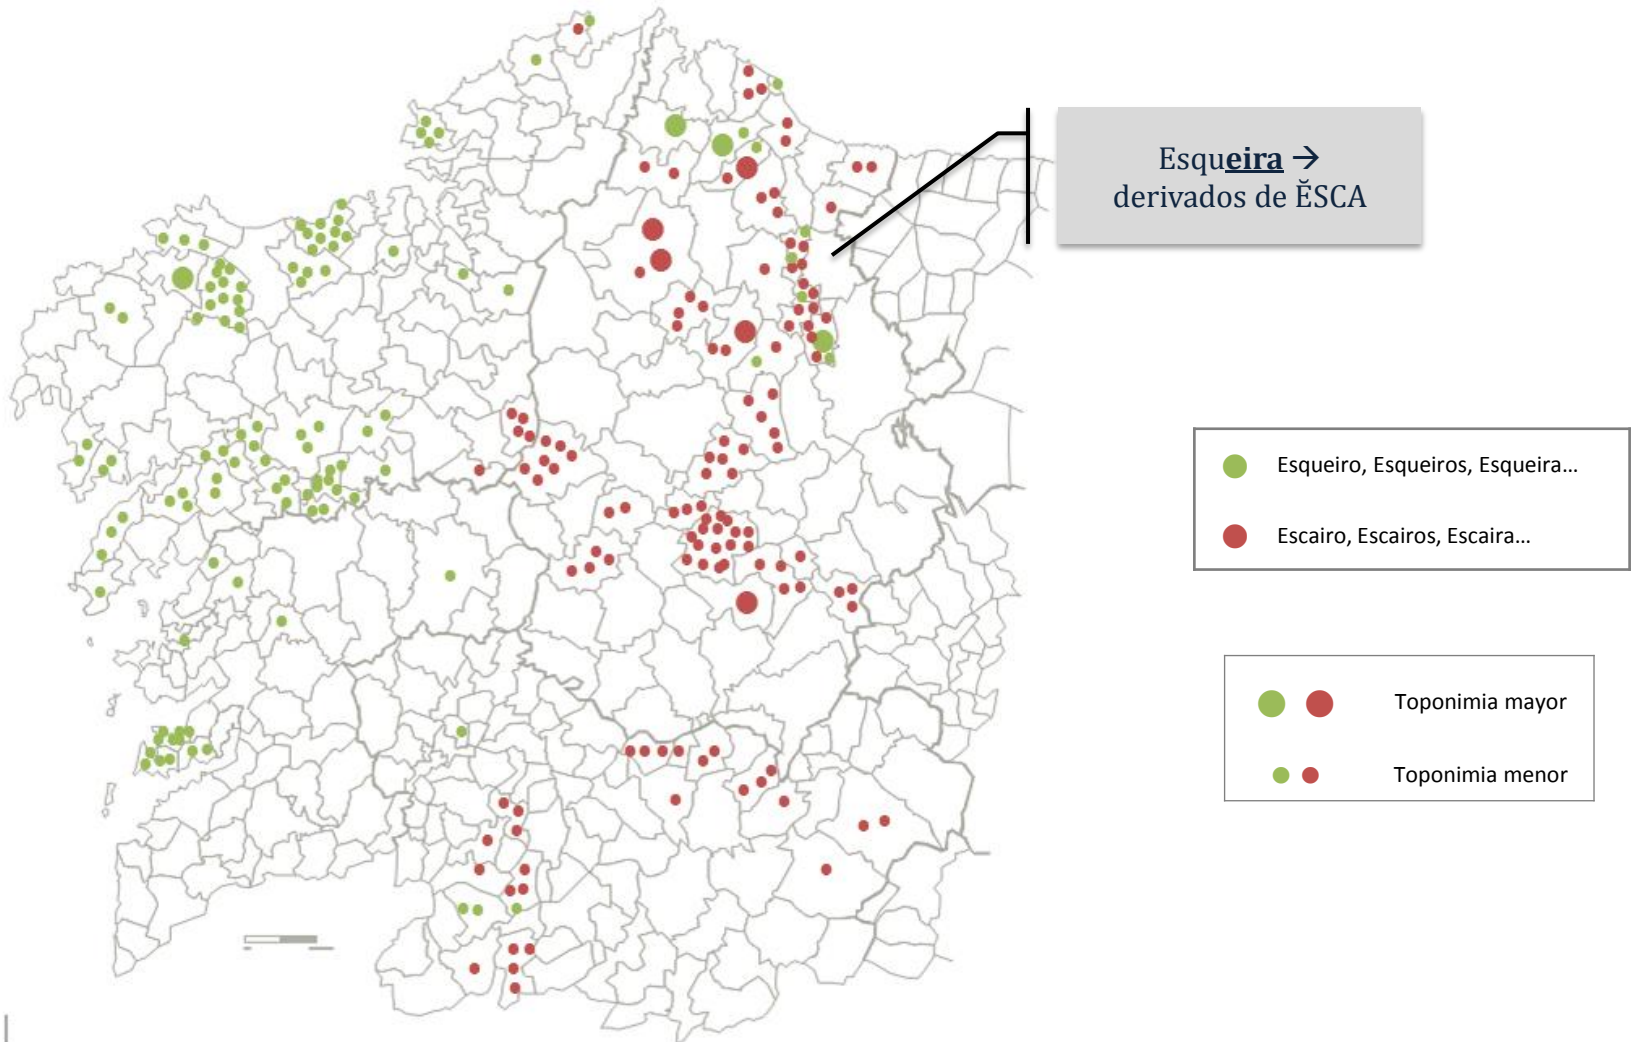 Esqueira →
derivados de ĔSCA
Esqueiro, Esqueiros, Esqueira...
Escairo, Escairos, Escaira...
Toponimia mayor
Toponimia menor